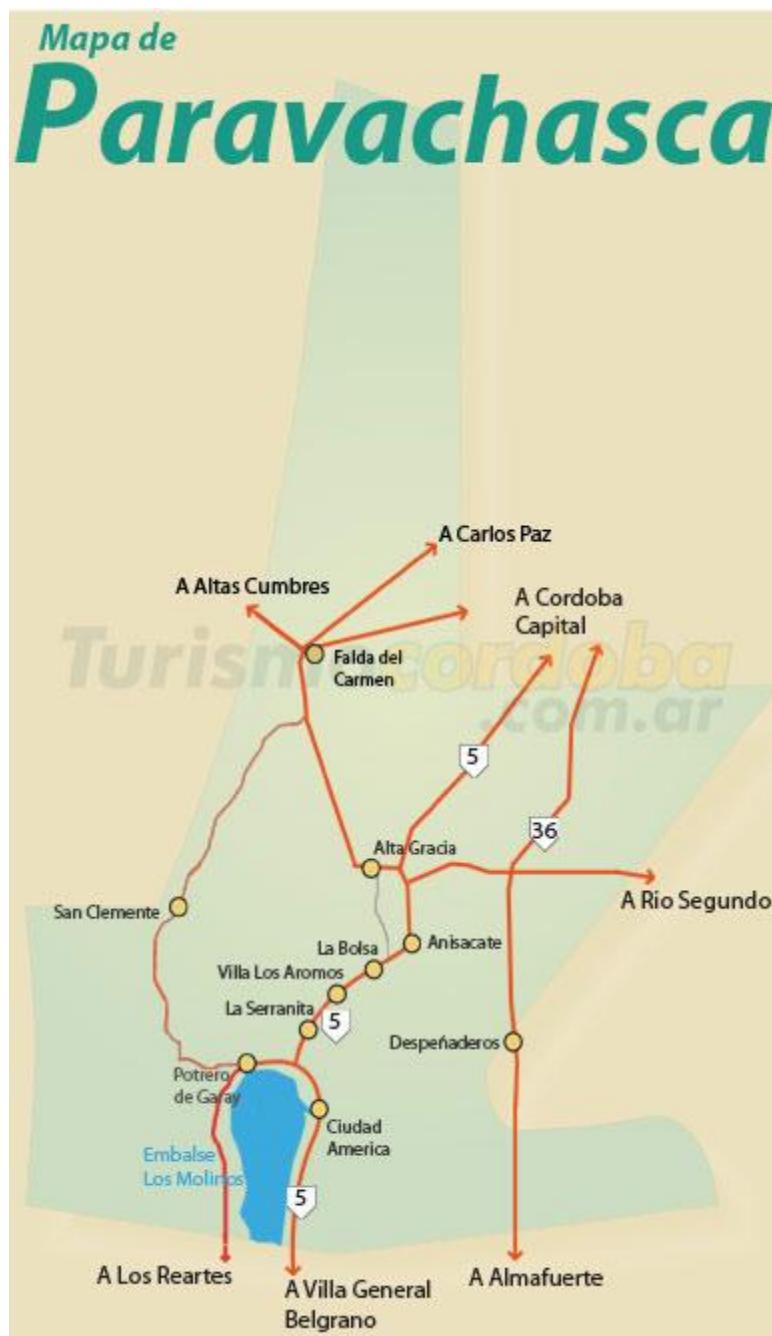 Mapa de
Paravachasca
A Carlos Paz
A Altas Cumbres
A Cordoba
Capital
Turismocordoba
.com.ar
Falda del
Carmen
5
36
Alta Gracia
A Rio Segundo
San Clemente
Anisacate
La Bolsa
Villa Los Aromos
La Serranita
5
Despeñaderos
Potrero
de Garay
Ciudad
America
Embalse
Los Molinos
5
A Los Reartes
A Villa General
Belgrano
A Almafuerte